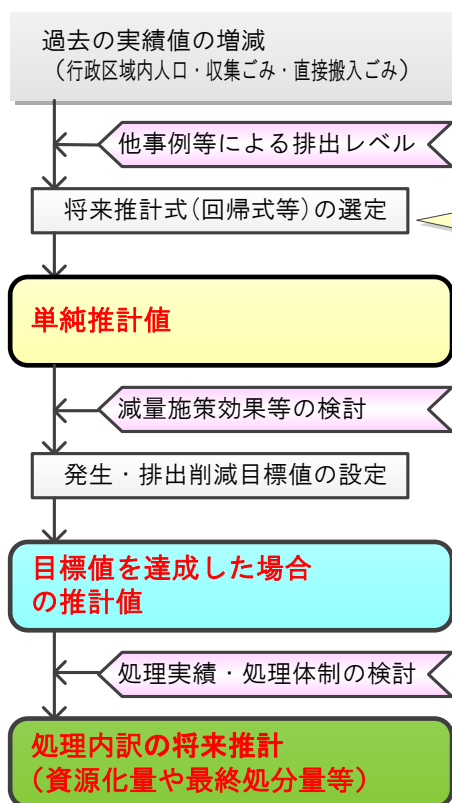 過去の実績値の増減
（行政区域内人口・収集ごみ・直接搬入ごみ）
他事例等による排出レベル
将来推計式(回帰式等)の選定
単純推計値
減量施策効果等の検討
発生・排出削減目標値の設定
目標値を達成した場合
の推計値
処理実績・処理体制の検討
処理内訳の将来推計
（資源化量や最終処分量等）